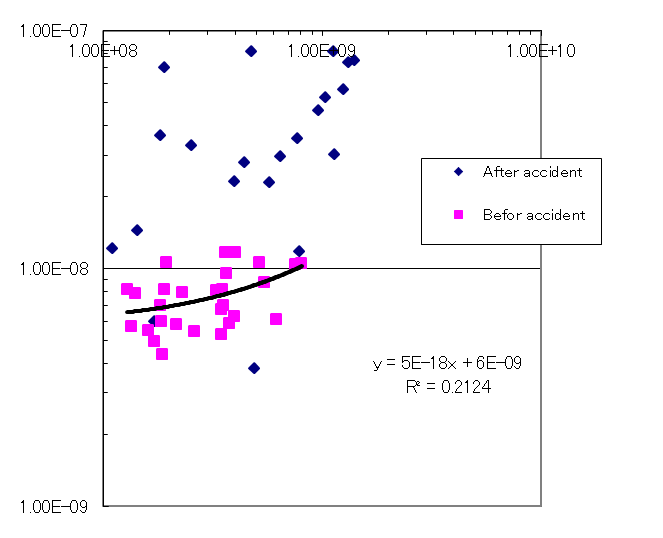 1.00E-07
1.00E+08 1.00E+09 1.00E+10
After accident
Befor accident
1.00E-08
y = 5E-18x + 6E-09
R² = 0.2124
1.00E-09